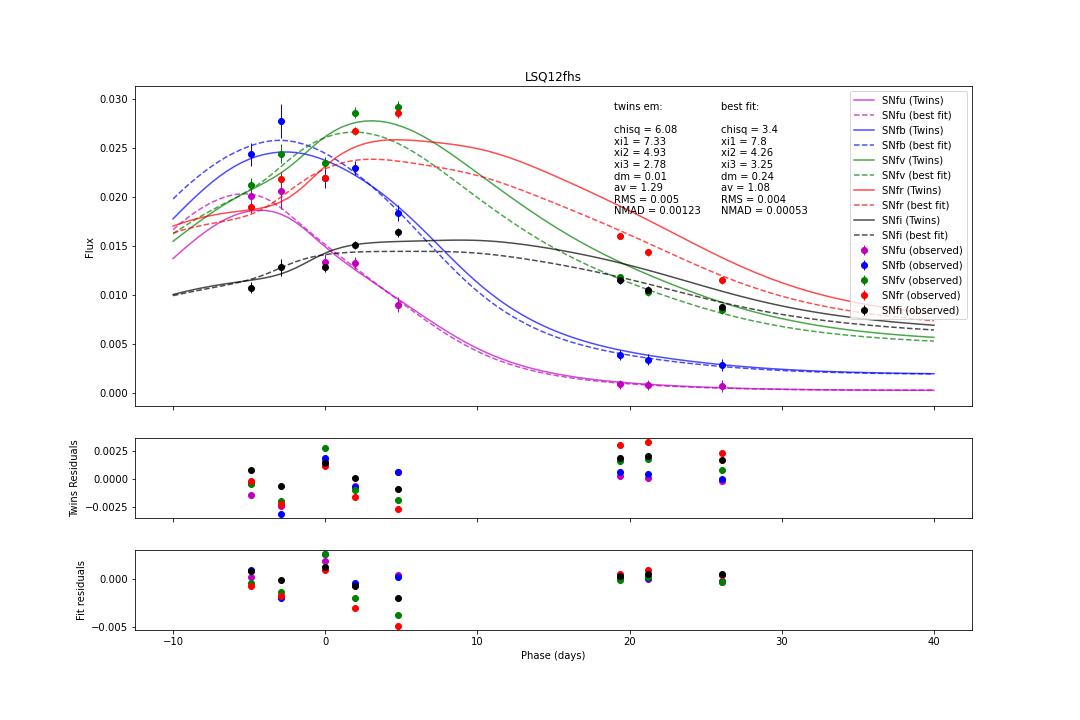 LSQ12fhs
Flux
0.030
0.025
0.020
0.015
0.010
0.005
0.000
twins em:
chisq = 6.08
xi1 = 7.33
xi2 = 4.93
xi3 = 2.78
dm = 0.01
av = 1.29
RMS = 0.005
NMAD = 0.00123
best fit:
chisq = 3.4
xi1 = 7.8
xi2 = 4.26
xi3 = 3.25
dm = 0.24
av = 1.08
RMS = 0.004
NMAD = 0.00053
SNfu (Twins)
SNfu (best fit)
SNfb (Twins)
SNfb (best fit)
SNfv (Twins)
SNfv (best fit)
SNfr (Twins)
SNfr (best fit)
SNfi (Twins)
SNfi (best fit)
SNfu (observed)
SNfb (observed)
SNfv (observed)
SNfr (observed)
SNfi (observed)
Twins Residuals
0.0025
0.0000
−0.0025
Fit residuals
0.000
−0.005
−10
0
10
20
30
40
Phase (days)